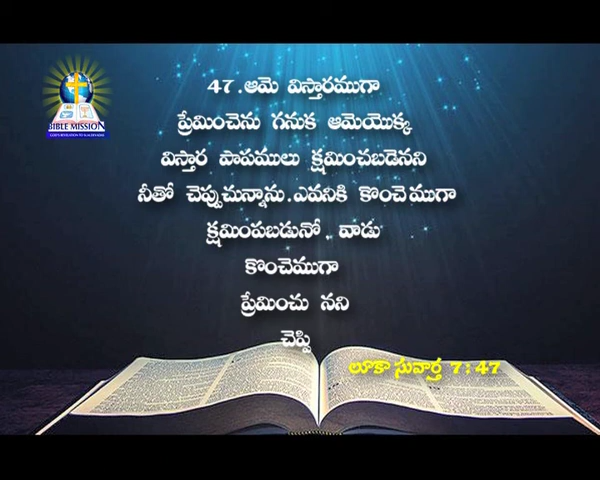 BIBLE MISSION
47.ఆమె విస్తారముగా
ప్రేమించెను గనుక ఆమెయొక్క
విస్తార పాపములు క్షమించబడెనని
నీతో చెప్పుచున్నాను.ఎవనికి కొంచెముగా
క్షమింపబడునో, వాడు
కొంచెముగా
ప్రేమించు నని
చెప్పి
లూకా సువార్త 7:47